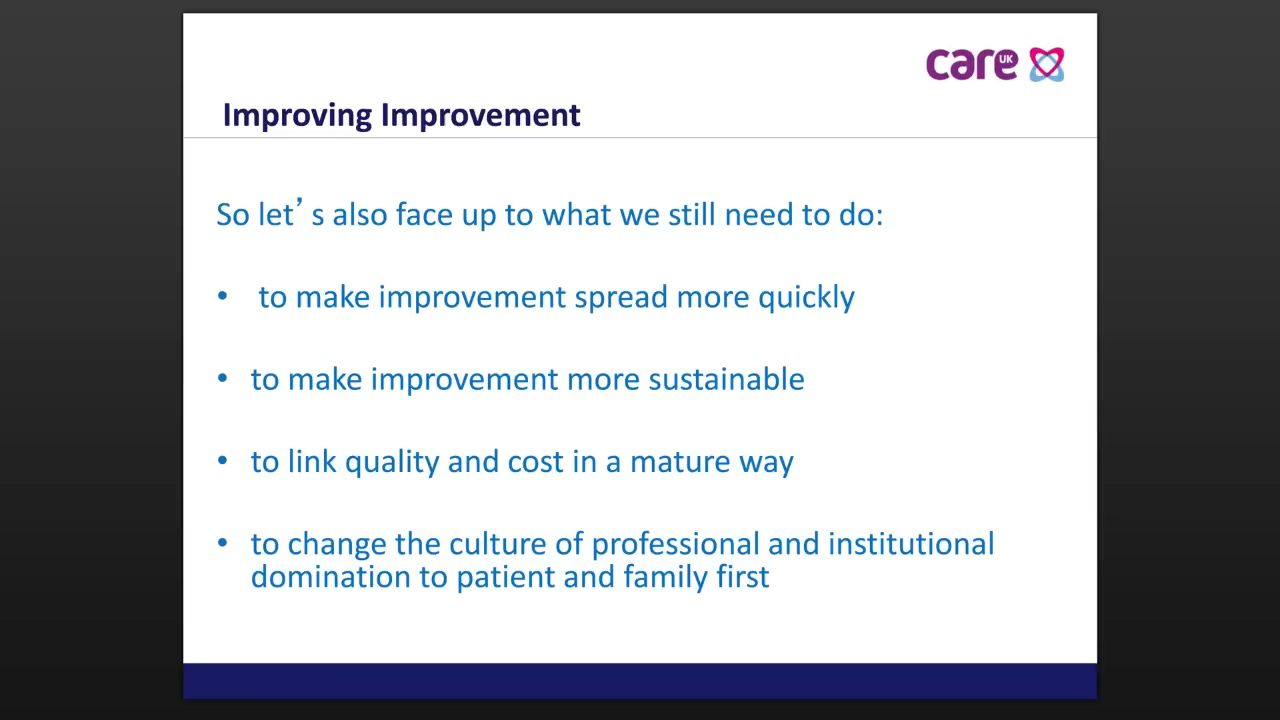 care UK
Improving Improvement
So let’s also face up to what we still need to do:
• to make improvement spread more quickly
• to make improvement more sustainable
• to link quality and cost in a mature way
• to change the culture of professional and institutional
domination to patient and family first